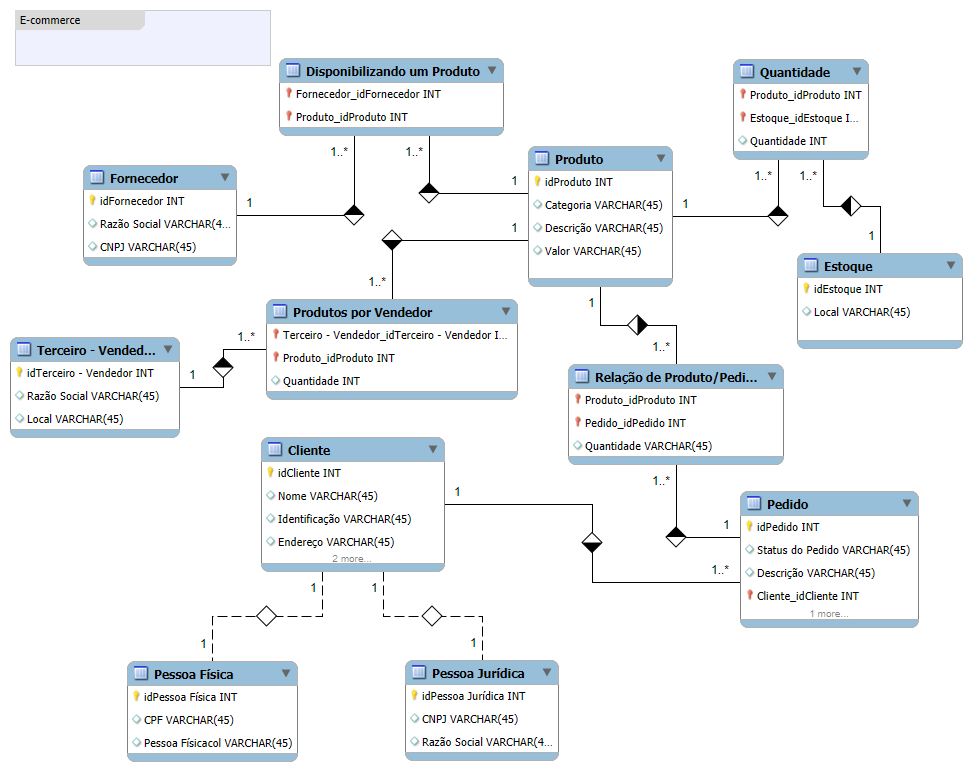 E-commerce
Disponibilizando um Produto
Fornecedor_idFornecedor INT
Produto_idProduto INT
Quantidade
Produto_idProduto INT
Estoque_idEstoque I...
Quantidade INT
1..*
1..*
1..*
1..*
Produto
idProduto INT
Categoria VARCHAR(45)
Descrição VARCHAR(45)
Valor VARCHAR(45)
1
1
1
1
Fornecedor
idFornecedor INT
Razão Social VARCHAR(4...
CNPJ VARCHAR(45)
1
1
Estoque
idEstoque INT
Local VARCHAR(45)
1..*
Produtos por Vendedor
Terceiro - Vendedor_idTerceiro - Vendedor I...
Produto_idProduto INT
Quantidade INT
1..*
1
Terceiro - Vended...
idTerceiro - Vendedor INT
Razão Social VARCHAR(45)
Local VARCHAR(45)
1..*
Relação de Produto/Pedi...
Produto_idProduto INT
Pedido_idPedido INT
Quantidade VARCHAR(45)
1..*
1
Cliente
idCliente INT
Nome VARCHAR(45)
Identificação VARCHAR(45)
Endereço VARCHAR(45)
2 more...
1
1..*
Pedido
idPedido INT
Status do Pedido VARCHAR(45)
Descrição VARCHAR(45)
Cliente_idCliente INT
1 more...
1
1
1
1
Pessoa Física
idPessoa Física INT
CPF VARCHAR(45)
Pessoa Físicacol VARCHAR(45)
Pessoa Jurídica
idPessoa Jurídica INT
CNPJ VARCHAR(45)
Razão Social VARCHAR(4...